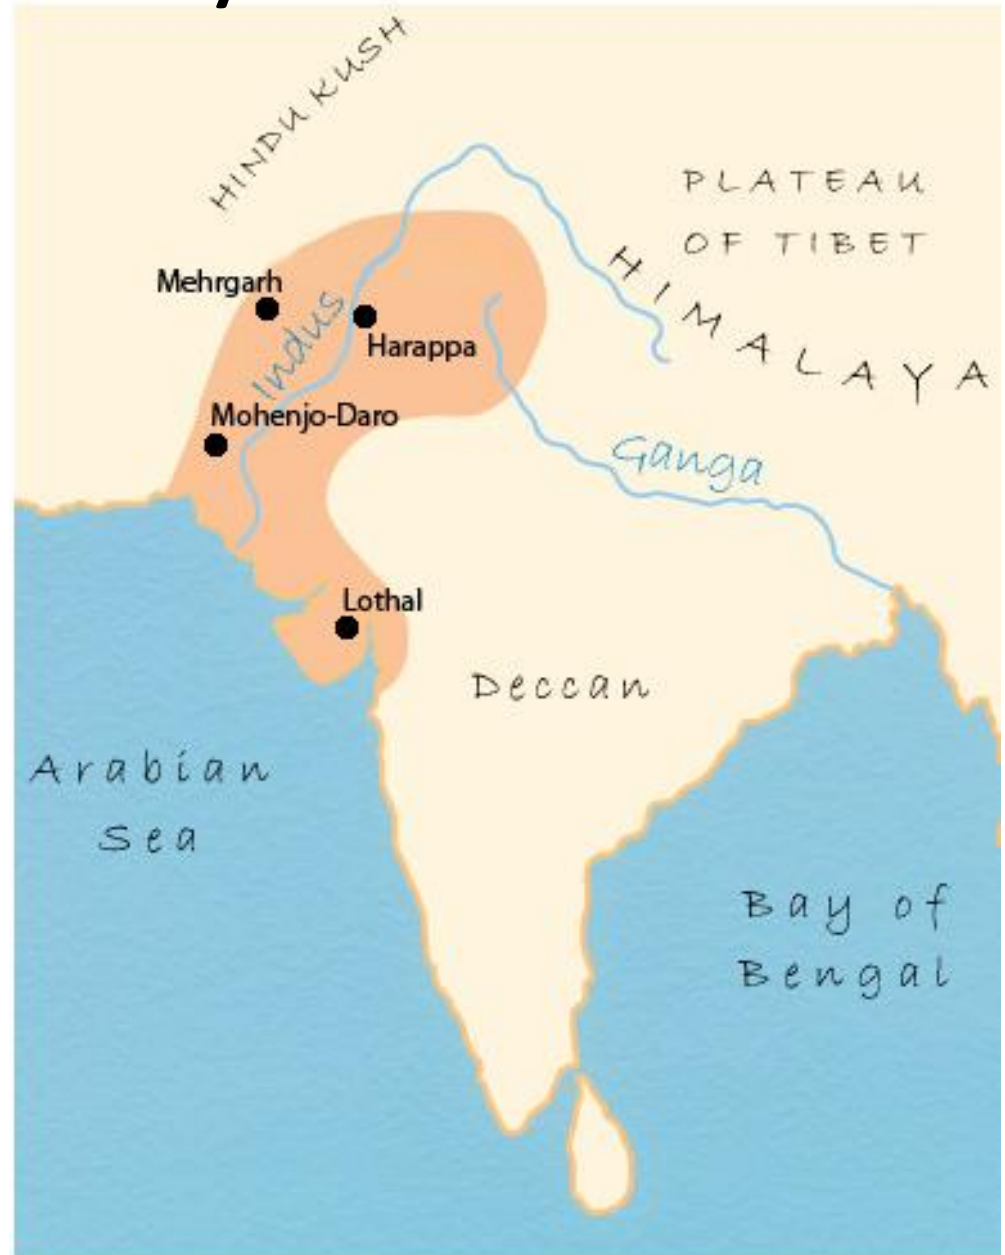 HINDU KUSH
PLATEAU
OF TIBET
HIMALAYA
Mehrgarh
Indus
Harappa
Mohenjo-Daro
Ganga
Lothal
Deccan
Arabian
Sea
Bay of
Bengal